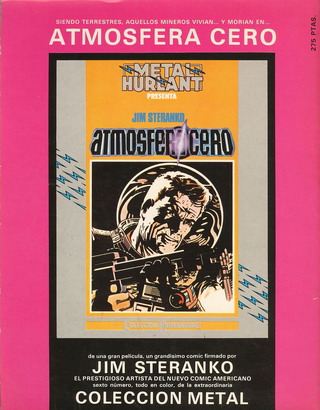 SIENDO TERRESTRES, AQUELLOS MINEROS VIVIAN... Y MORIAN EN...
ATMOSFERA CERO
275 PTAS.
METAL
HURLANT
PRESENTA
JIM STERANKO
atmosfera cero
de una gran película, un grandísimo comic firmado por
JIM STERANKO
EL PRESTIGIOSO ARTISTA DEL NUEVO COMIC AMERICANO
sexto número, todo en color, de la extraordinaria
COLECCION METAL